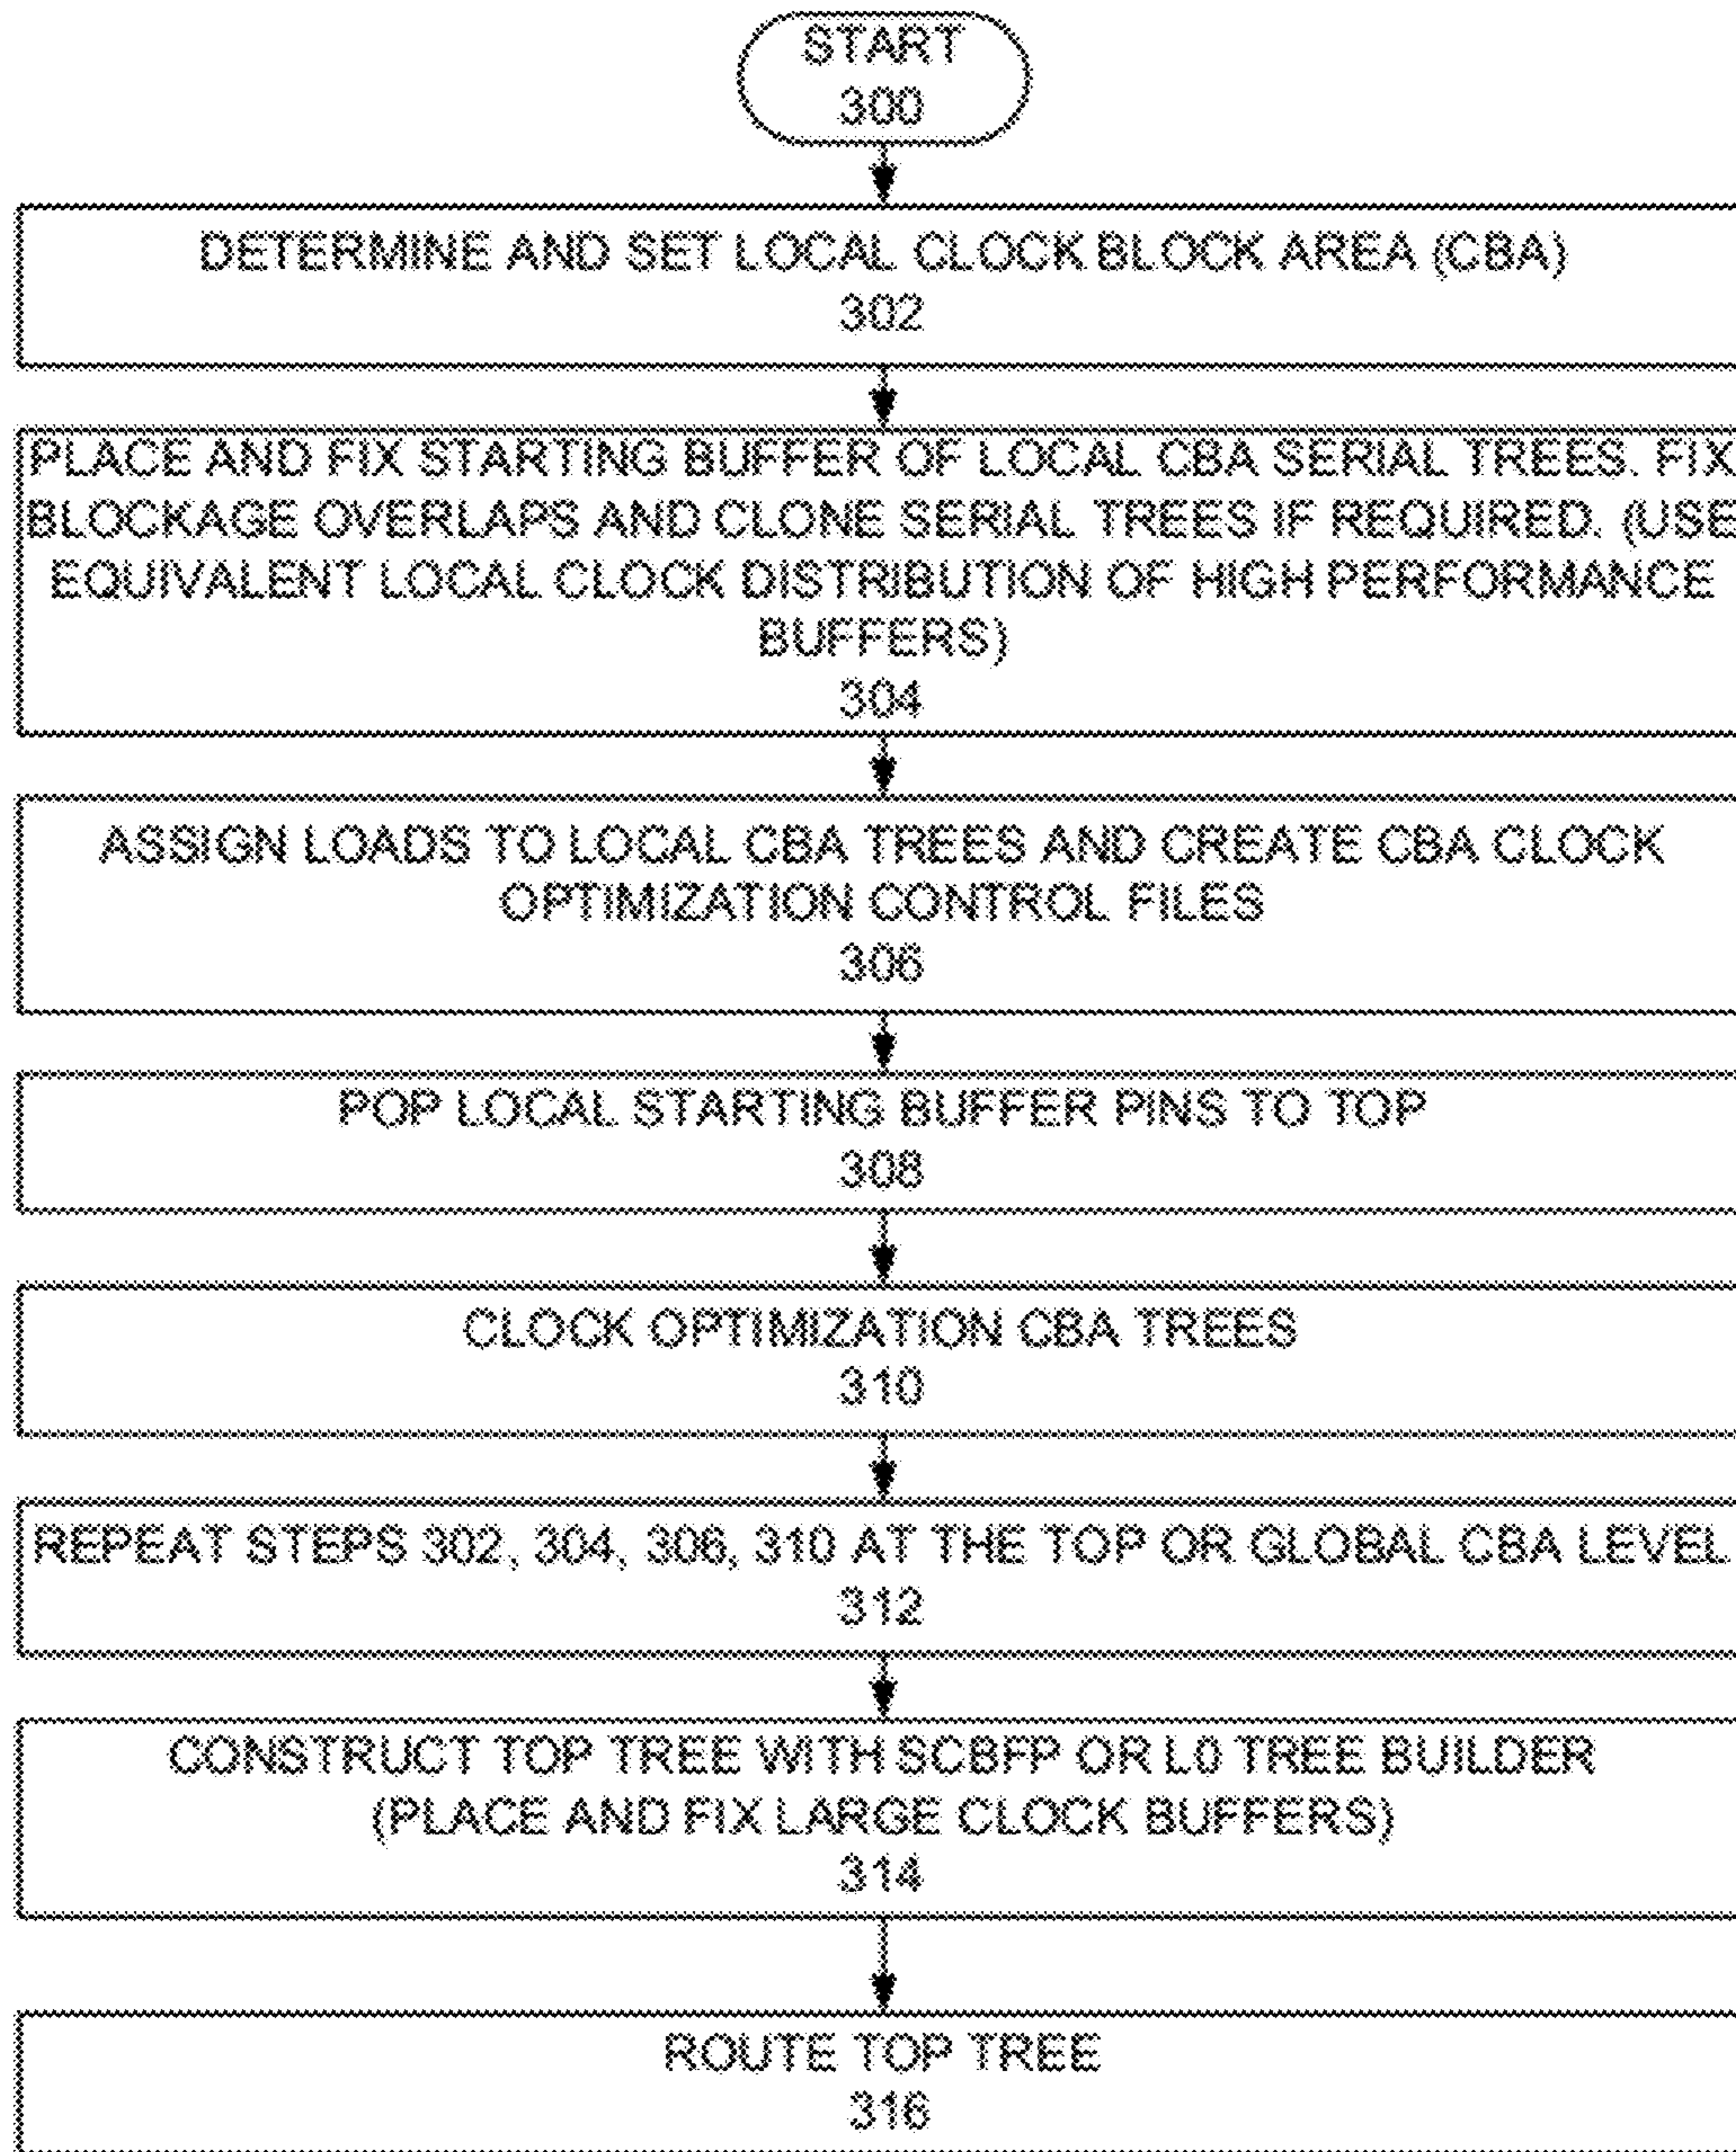 START
300
DETERMINE AND SET LOCAL CLOCK BLOCK AREA (CBA)
302
PLACE AND FIX STARTING BUFFER OF LOCAL CBA SERIAL TREES. FIX
BLOCKAGE OVERLAPS AND CLONE SERIAL TREES IF REQUIRED. (USE
EQUIVALENT LOCAL CLOCK DISTRIBUTION OF HIGH PERFORMANCE
BUFFERS)
304
ASSIGN LOADS TO LOCAL CBA TREES AND CREATE CBA CLOCK
OPTIMIZATION CONTROL FILES
306
POP LOCAL STARTING BUFFER PINS TO TOP
308
CLOCK OPTIMIZATION CBA TREES
310
REPEAT STEPS 302, 304, 306, 310 AT THE TOP OR GLOBAL CBA LEVEL
312
CONSTRUCT TOP TREE WITH SCBFP OR L0 TREE BUILDER
(PLACE AND FIX LARGE CLOCK BUFFERS)
314
ROUTE TOP TREE
316